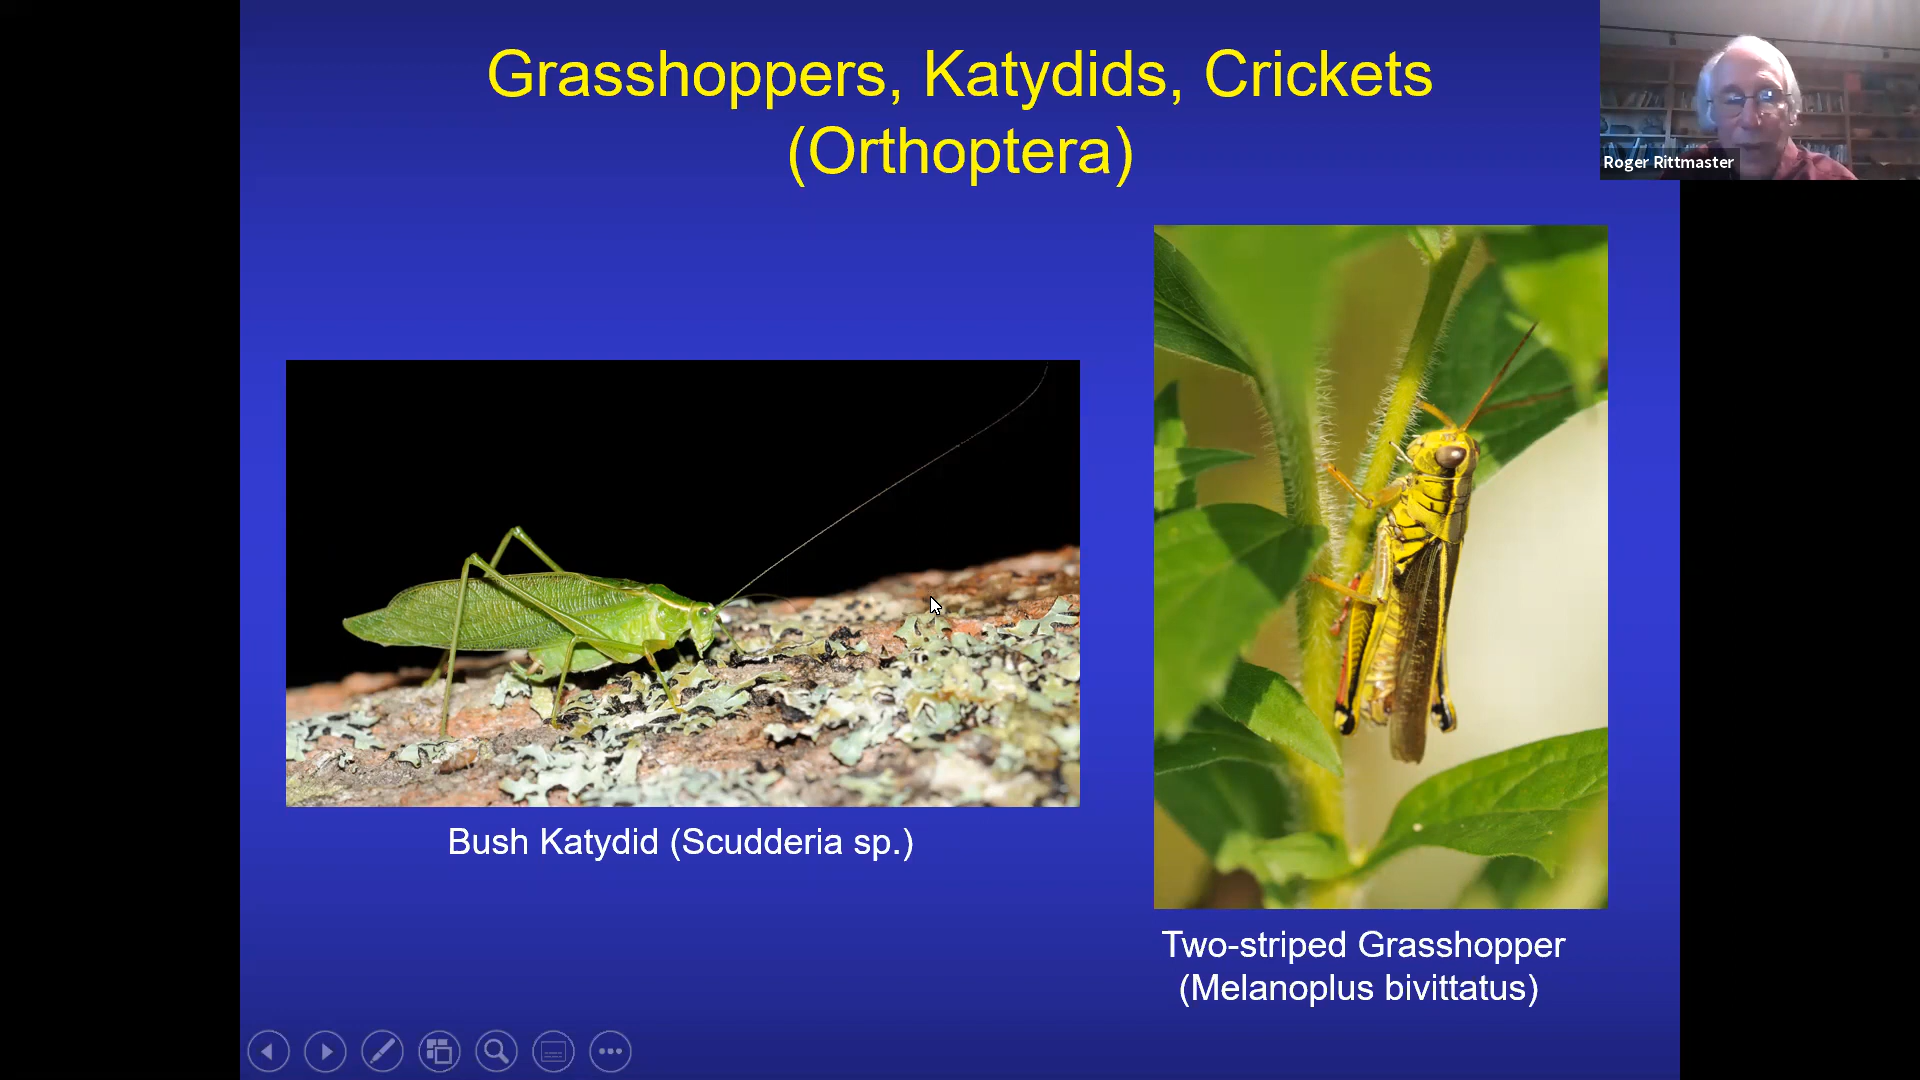 Grasshoppers, Katydids, Crickets
(Orthoptera)
Roger Rittmaster
Bush Katydid (Scudderia sp.)
Two-striped Grasshopper
(Melanoplus bivittatus)